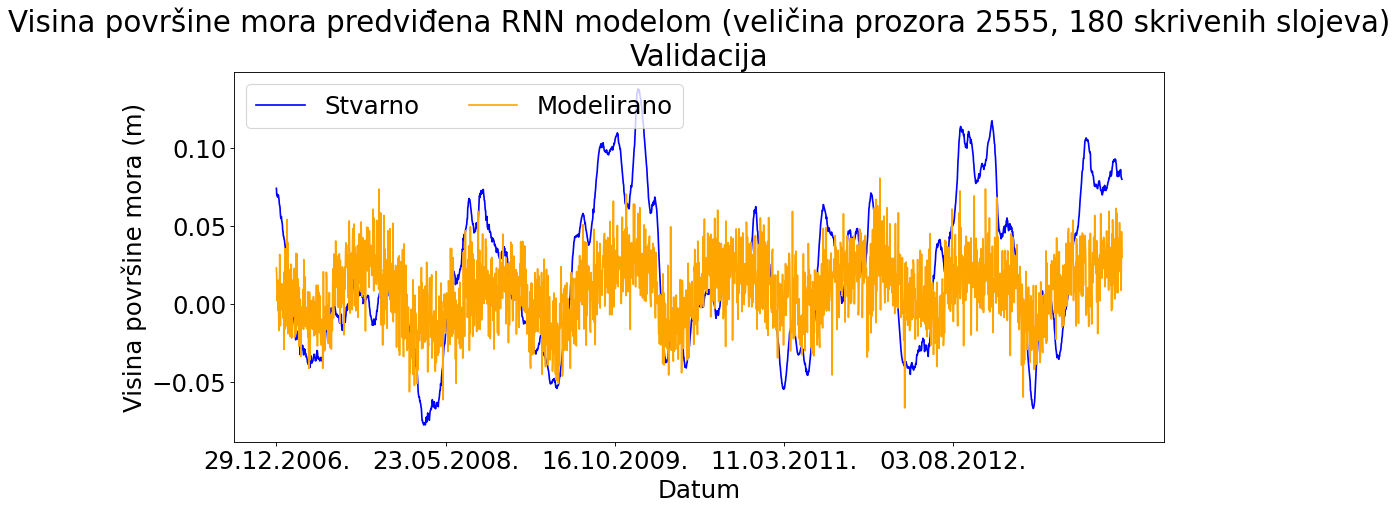 Visina površine mora predviđena RNN modelom (veličina prozora 2555, 180 skrivenih slojeva)
Validacija
Stvarno Modelirano
Visina površine mora (m)
0.10
0.05
0.00
−0.05
29.12.2006. 23.05.2008. 16.10.2009. 11.03.2011. 03.08.2012.
Datum